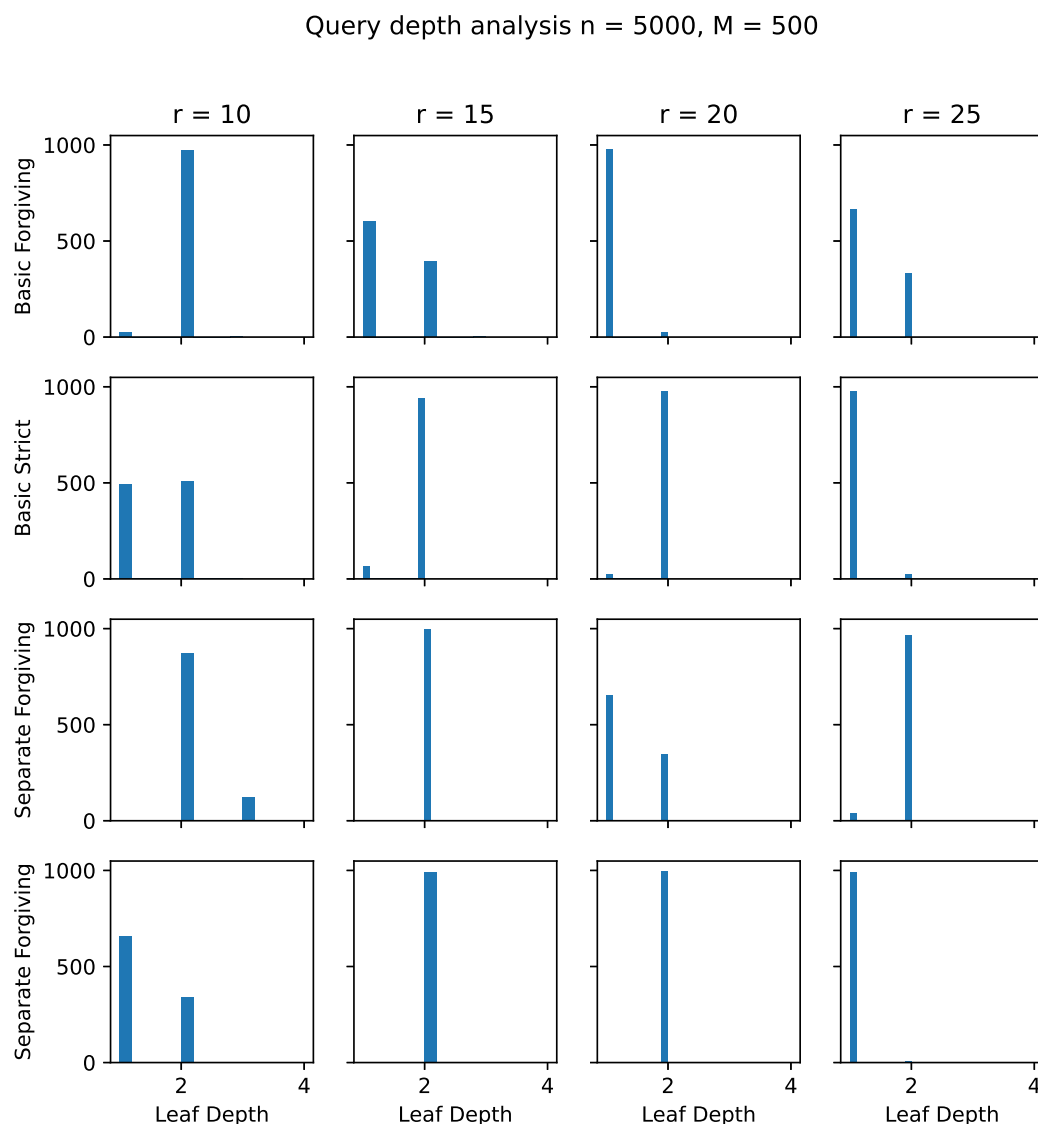 Query depth analysis n = 5000, M = 500
r = 10
r = 15
r = 20
r = 25
Basic Forgiving
1000
500
0
Basic Strict
1000
500
0
Separate Forgiving
1000
500
0
Separate Forgiving
1000
500
0
2 4
2 4
2 4
2 4
Leaf Depth
Leaf Depth
Leaf Depth
Leaf Depth